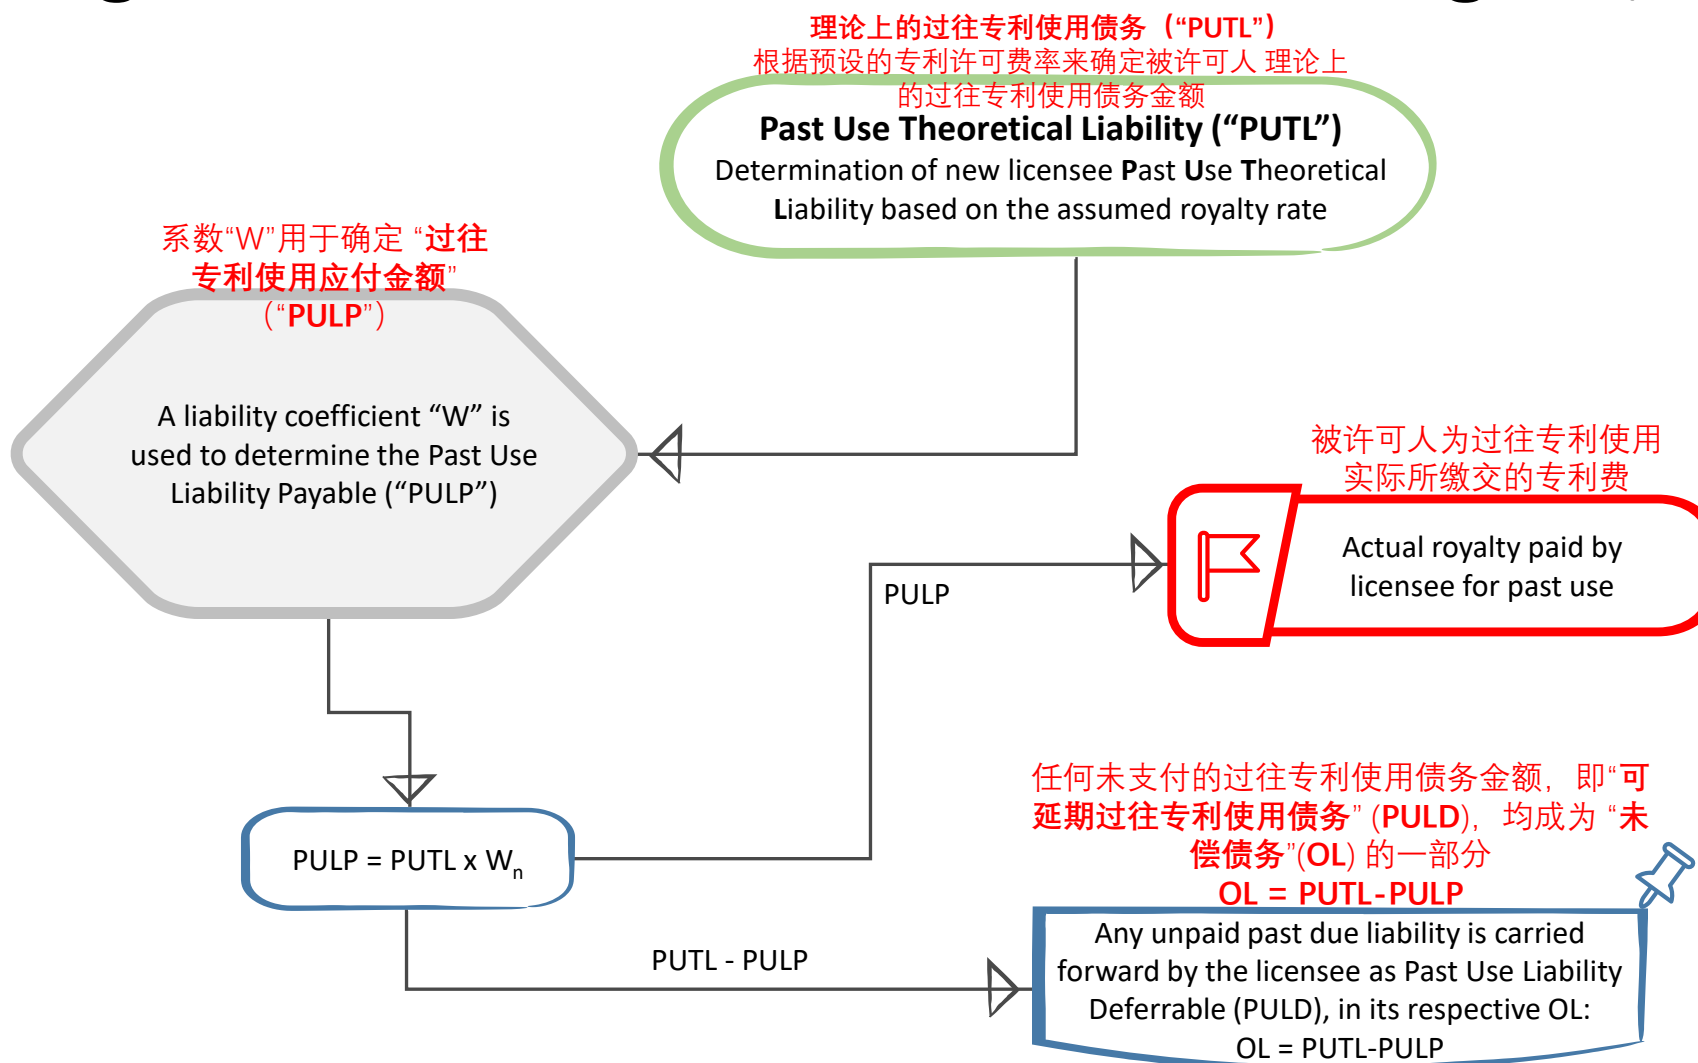 理论上的过往专利使用债务（“PUTL”）
根据预设的专利许可费率来确定被许可人 理论上
的过往专利使用债务金额
Past Use Theoretical Liability (“PUTL”)
Determination of new licensee Past Use Theoretical
Liability based on the assumed royalty rate
系数“W”用于确定 “过往
专利使用应付金额”
（“PULP”）
A liability coefficient “W” is
used to determine the Past Use
Liability Payable (“PULP”)
被许可人为过往专利使用
实际所缴交的专利费
Actual royalty paid by
licensee for past use
PULP
任何未支付的过往专利使用债务金额，即“可
延期过往专利使用债务” (PULD)，均成为 “未
偿债务”(OL) 的一部分
OL = PUTL-PULP
PULP = PUTL x Wn
Any unpaid past due liability is carried
forward by the licensee as Past Use Liability
Deferrable (PULD), in its respective OL:
OL = PUTL-PULP
PUTL - PULP